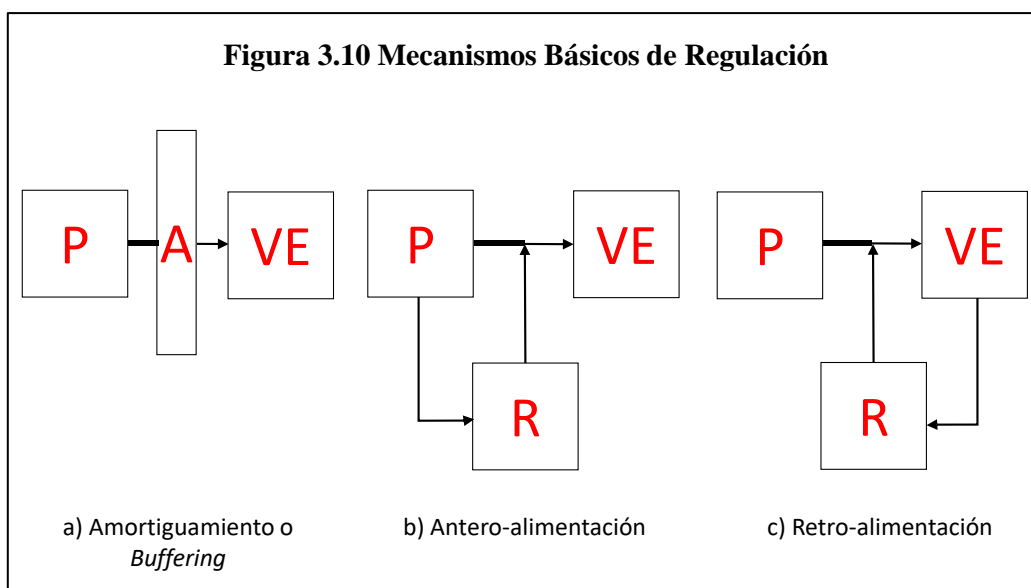 Figura 3.10 Mecanismos Básicos de Regulación
P
A
VE
P
VE
R
P
VE
R
a) Amortiguamiento o
Buffering
b) Antero-alimentación
c) Retro-alimentación